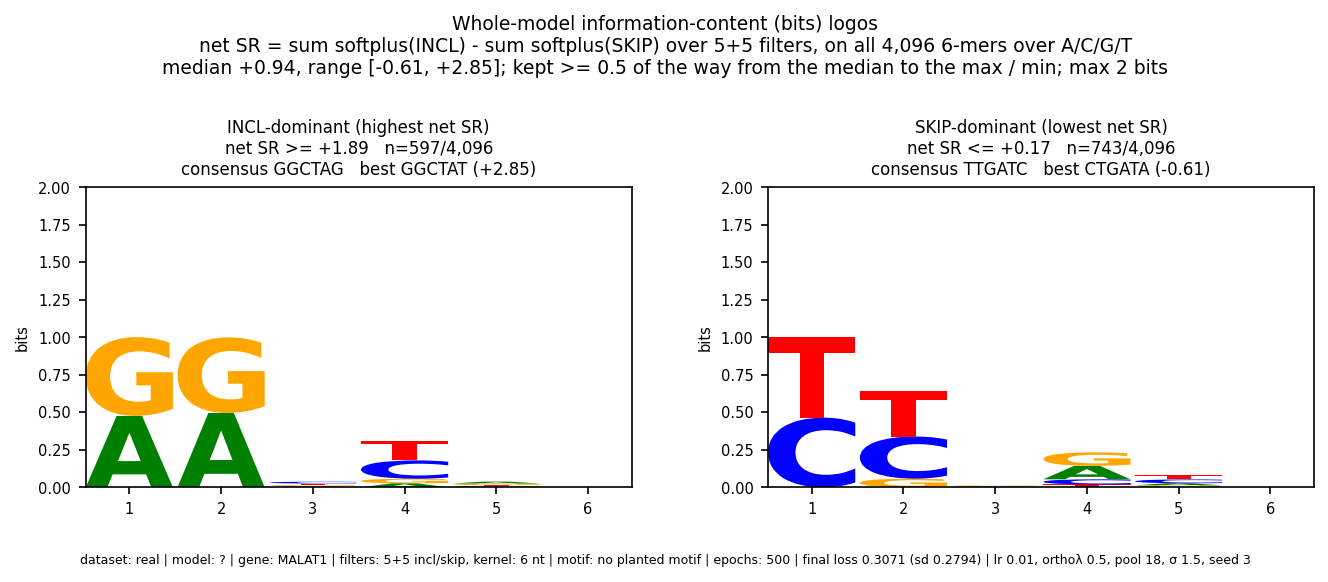 Whole-model information-content (bits) logos
net SR = sum softplus(INCL) - sum softplus(SKIP) over 5+5 filters, on all 4,096 6-mers over A/C/G/T
median +0.94, range [-0.61, +2.85]; kept >= 0.5 of the way from the median to the max / min; max 2 bits
INCL-dominant (highest net SR)
net SR >= +1.89   n=597/4,096
consensus GGCTAG   best GGCTAT (+2.85)
2.00
1.75
1.50
1.25
1.00
0.75
0.50
0.25
0.00
bits
G G
A A
T
C
1 2 3 4 5 6
SKIP-dominant (lowest net SR)
net SR <= +0.17   n=743/4,096
consensus TTGATC   best CTGATA (-0.61)
2.00
1.75
1.50
1.25
1.00
0.75
0.50
0.25
0.00
bits
T T
C C
G
G
A
1 2 3 4 5 6
dataset: real | model: ? | gene: MALAT1 | filters: 5+5 incl/skip, kernel: 6 nt | motif: no planted motif | epochs: 500 | final loss 0.3071 (sd 0.2794) | lr 0.01, orthoλ 0.5, pool 18, σ 1.5, seed 3